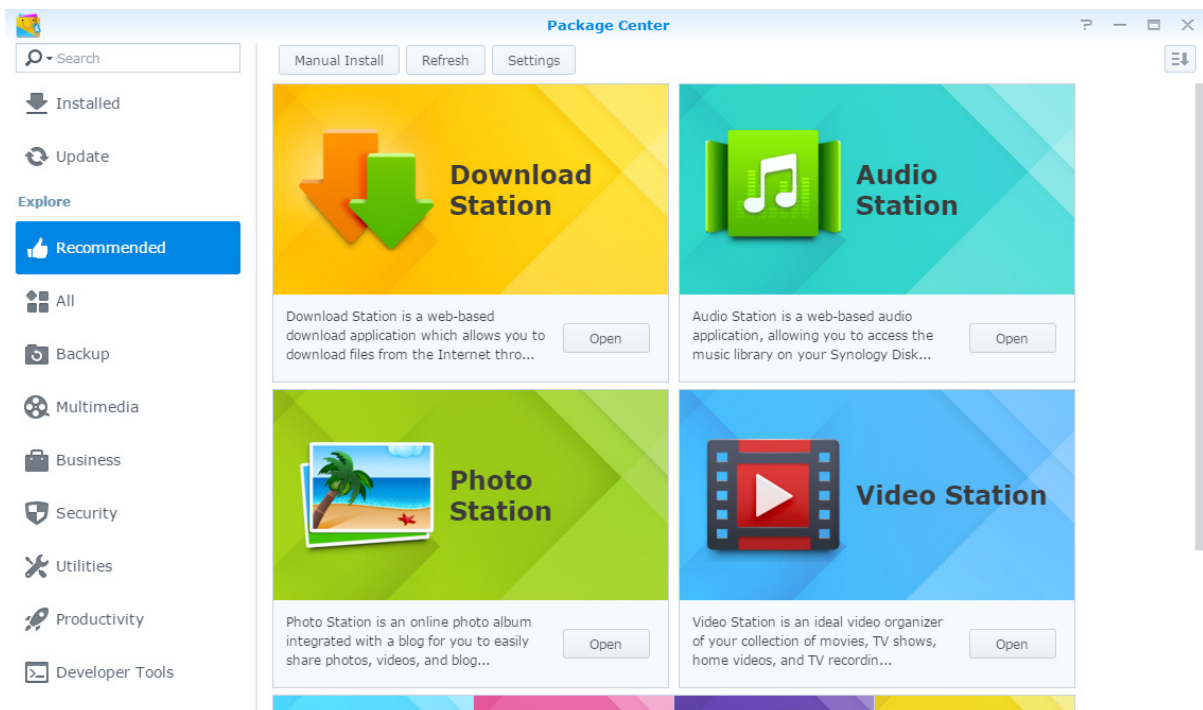 Package Center
Search
Manual Install
Refresh
Settings
Installed
Update
Explore
Recommended
All
Backup
Multimedia
Business
Security
Utilities
Productivity
Developer Tools
Download
Station
Download Station is a web-based
download application which allows you to
download files from the Internet thro...
Open
Audio
Station
Audio Station is a web-based audio
application, allowing you to access the
music library on your Synology Disk...
Open
Photo
Station
Photo Station is an online photo album
integrated with a blog for you to easily
share photos, videos, and blog...
Open
Video Station
Video Station is an ideal video organizer
of your collection of movies, TV shows,
home videos, and TV recordin...
Open